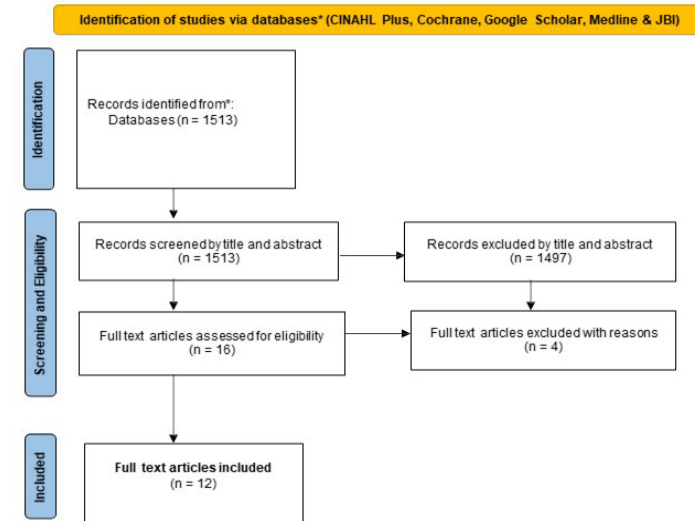 Identification of studies via databases* (CINAHL Plus, Cochrane, Google Scholar, Medline & JBI)
Identification
Records identified from*:
Databases (n = 1513)
Screening and Eligibility
Records screened by title and abstract
(n = 1513)
Records excluded by title and abstract
(n = 1497)
Full text articles assessed for eligibility
(n = 16)
Full text articles excluded with reasons
(n = 4)
Included
Full text articles included
(n = 12)